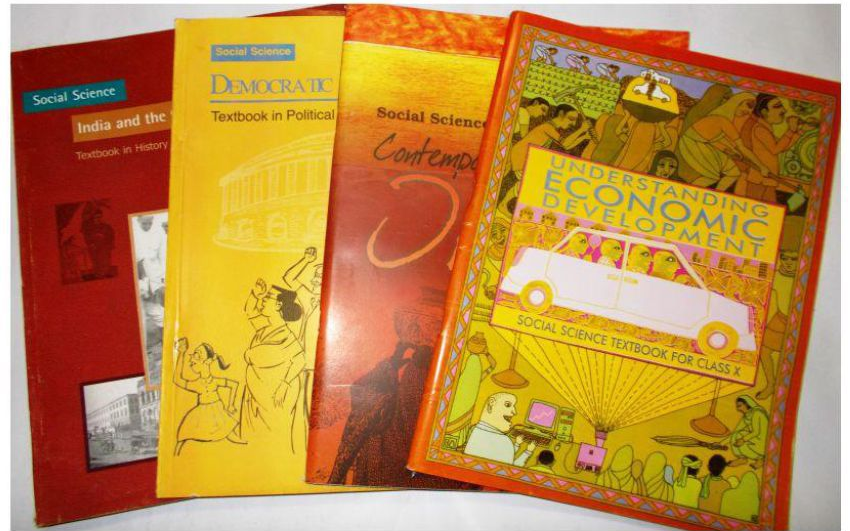 Social Science
India and the
Textbook in History
Social Science
DEMOCRATIC
Textbook in Political
Social Science
UNDERSTANDING
ECONOMIC
DEVELOPMENT
SOCIAL SCIENCE TEXTBOOK FOR CLASS X